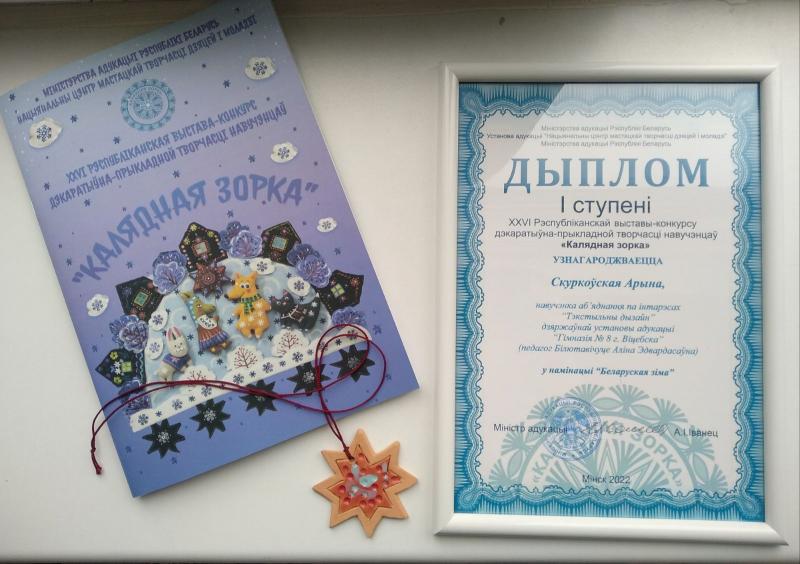 МІНІСТЭРСТВА АДУКАЦЫІ РЭСПУБЛІКІ БЕЛАРУСЬ
НАЦЫЯНАЛЬНЫ ЦЭНТР МАСТАЦКАЙ ТВОРЧАСЦІ ДЗЯЦЕЙ І МОЛАДЗІ
XXVI РЭСПУБЛІКАНСКАЯ ВЫСТАВА-КОНКУРС
ДЭКАРАТЫЎНА-ПРЫКЛАДНОЙ ТВОРЧАСЦІ НАВУЧЭНЦАЎ
"КАЛЯДНАЯ ЗОРКА"
Міністэрства адукацыі Рэспублікі Беларусь
Установа адукацыі "Нацыянальны цэнтр мастацкай творчасці дзяцей і моладзі"
Міністэрства адукацыі Рэспублікі Беларусь
ДЫПЛОМ
І ступені
XXVI Рэспубліканскай выставы-конкурсу
дэкаратыўна-прыкладной творчасці навучэнцаў
«Калядная зорка»
УЗНАГАРОДЖВАЕЦЦА
Скуркоўская Арына,
навучэнка аб'яднання па інтарэсах
"Тэкстыльны дызайн"
дзяржаўнай установы адукацыі
"Гімназія № 8 г. Віцебска"
(педагог Білютавічуце Аліна Эдвардасаўна)
у намінацыі "Беларуская зіма"
Міністр адукацыі А.І.Іванец
«КАЛЯДНАЯ ЗОРКА»
Мінск 2022